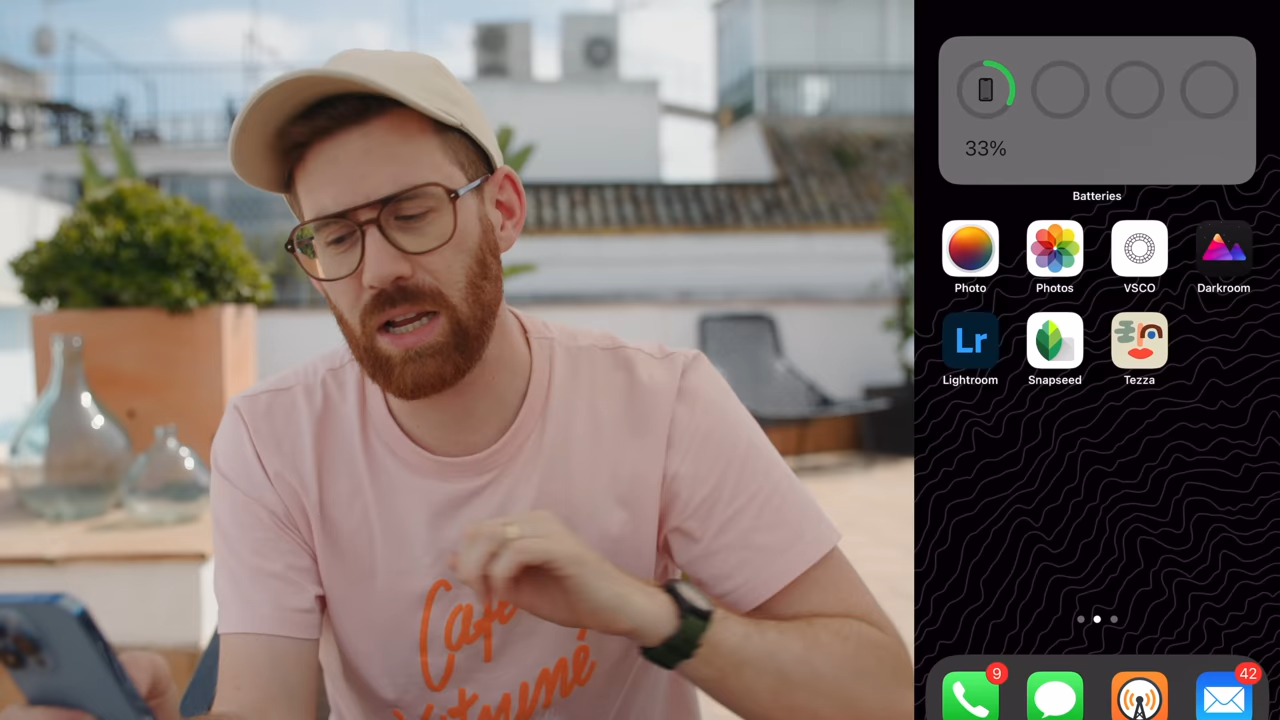 Café
33%
Batteries
Photo
Photos
VSCO
Darkroom
Lr
Lightroom
Snapseed
Tezza
9
42